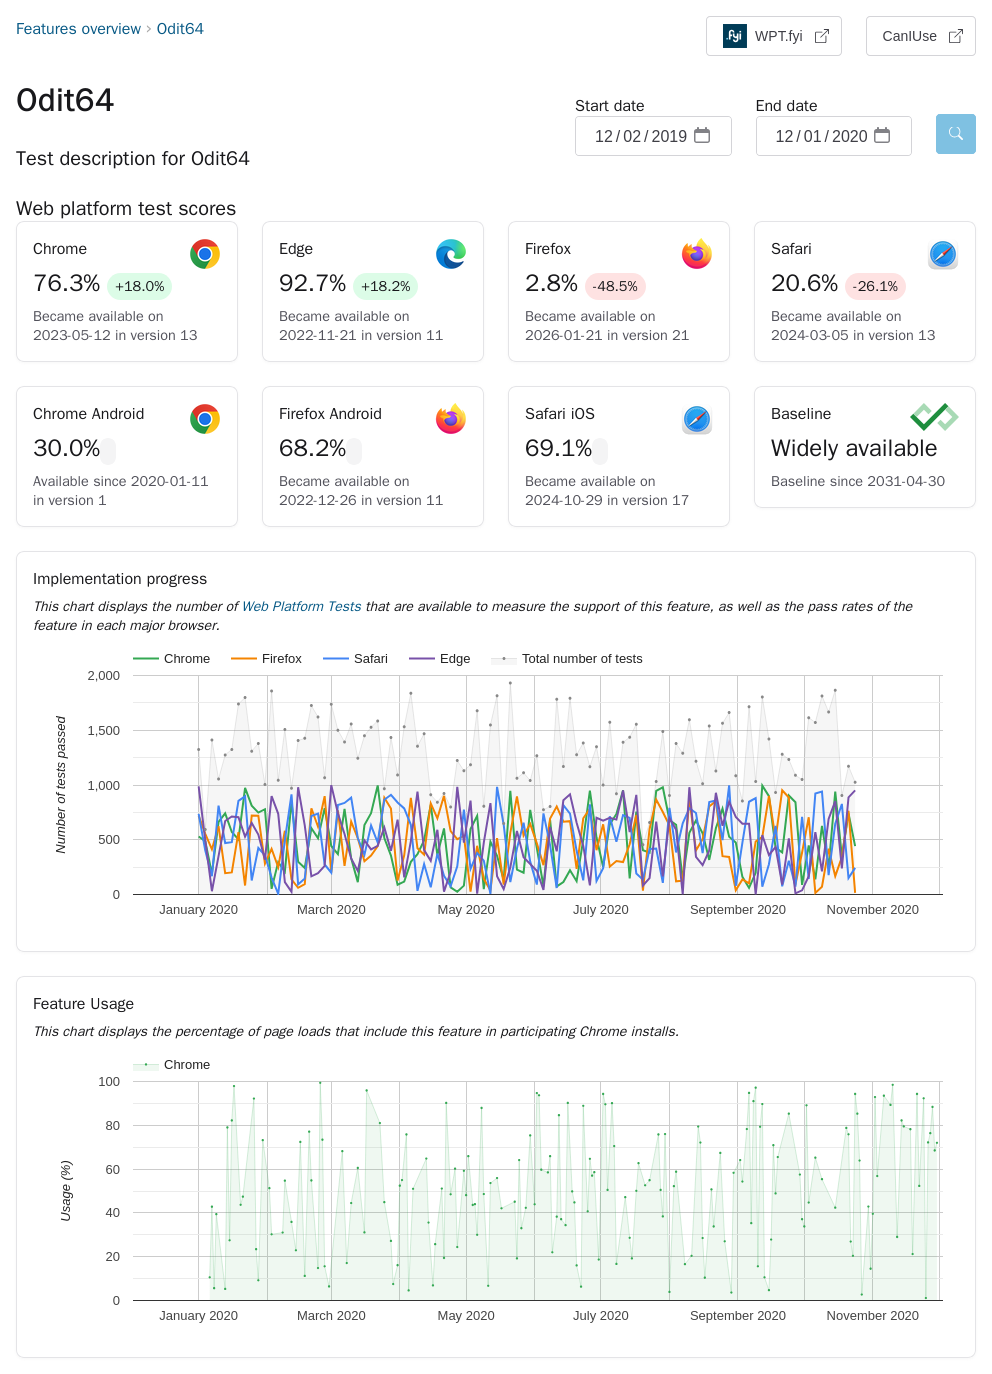 Features overview › Odit64
.fyi WPT.fyi
CanIUse
Odit64
Start date
End date
12/02/2019
12/01/2020
Test description for Odit64
Web platform test scores
Chrome
76.3% +18.0%
Became available on
2023-05-12 in version 13
Edge
92.7% +18.2%
Became available on
2022-11-21 in version 11
Firefox
2.8% -48.5%
Became available on
2026-01-21 in version 21
Safari
20.6% -26.1%
Became available on
2024-03-05 in version 13
Chrome Android
30.0%
Available since 2020-01-11
in version 1
Firefox Android
68.2%
Became available on
2022-12-26 in version 11
Safari iOS
69.1%
Became available on
2024-10-29 in version 17
Baseline
Widely available
Baseline since 2031-04-30
Implementation progress
This chart displays the number of Web Platform Tests that are available to measure the support of this feature, as well as the pass rates of the
feature in each major browser.
Chrome Firefox Safari Edge Total number of tests
Number of tests passed
2,000
1,500
1,000
500
0
January 2020 March 2020 May 2020 July 2020 September 2020 November 2020
Feature Usage
This chart displays the percentage of page loads that include this feature in participating Chrome installs.
Chrome
Usage (%)
100
80
60
40
20
0
January 2020 March 2020 May 2020 July 2020 September 2020 November 2020